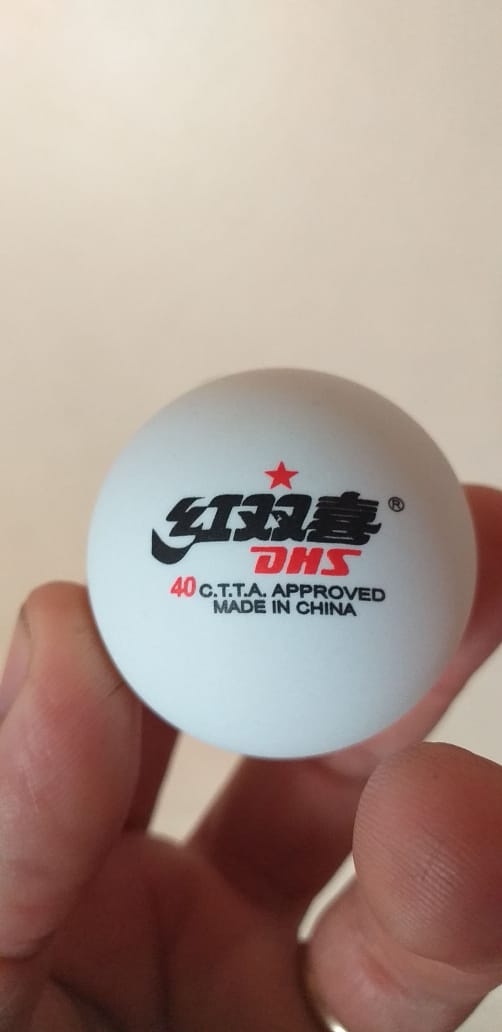 红双喜®
DHS
40 C.T.T.A. APPROVED
MADE IN CHINA